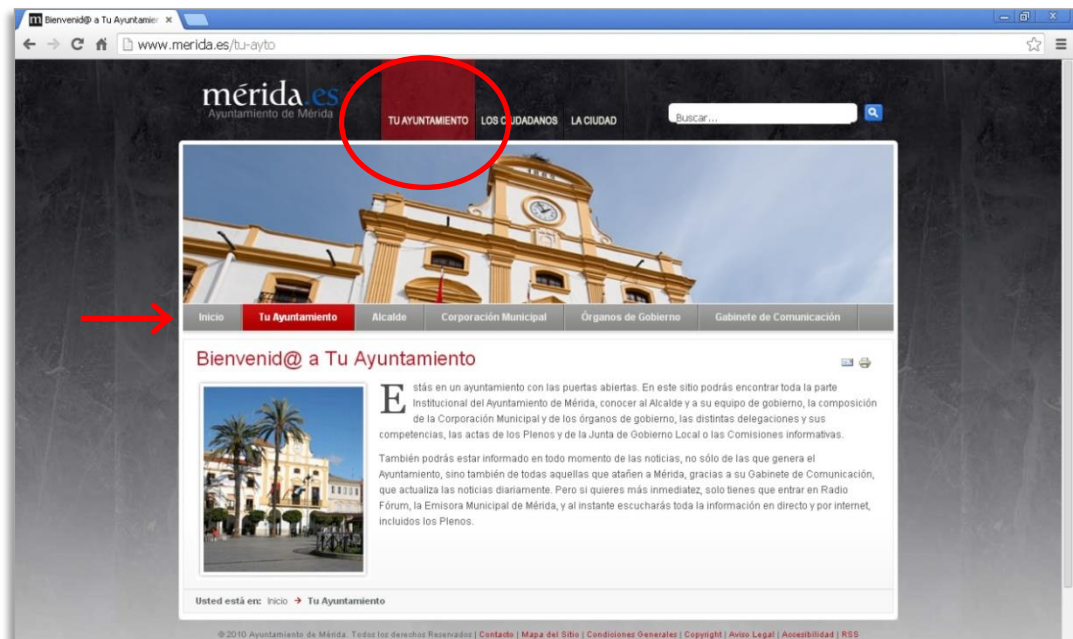 Bienvenid@ a Tu Ayuntamier
www.merida.es/tu-ayto
mérida.es
Ayuntamiento de Mérida
TU AYUNTAMIENTO LOS CIUDADANOS LA CIUDAD
Buscar...
Inicio Tu Ayuntamiento Alcalde Corporación Municipal Órganos de Gobierno Gabinete de Comunicación
Bienvenid@ a Tu Ayuntamiento
Estás en un ayuntamiento con las puertas abiertas. En este sitio podrás encontrar toda la parte
Institucional del Ayuntamiento de Mérida, conocer al Alcalde y a su equipo de gobierno, la composición
de la Corporación Municipal y de los órganos de gobierno, las distintas delegaciones y sus
competencias, las actas de los Plenos y de la Junta de Gobierno Local o las Comisiones informativas.
También podrás estar informado en todo momento de las noticias, no sólo de las que genera el
Ayuntamiento, sino también de todas aquellas que atañen a Mérida, gracias a su Gabinete de Comunicación,
que actualiza las noticias diariamente. Pero si quieres más inmediatez, solo tienes que entrar en Radio
Fórum, la Emisora Municipal de Mérida, y al instante escucharás toda la información en directo y por internet,
incluidos los Plenos.
Usted está en: Inicio → Tu Ayuntamiento
© 2010 Ayuntamiento de Mérida. Todos los derechos Reservados | Contacto | Mapa del Sitio | Condiciones Generales | Copyright | Aviso Legal | Accesibilidad | RSS